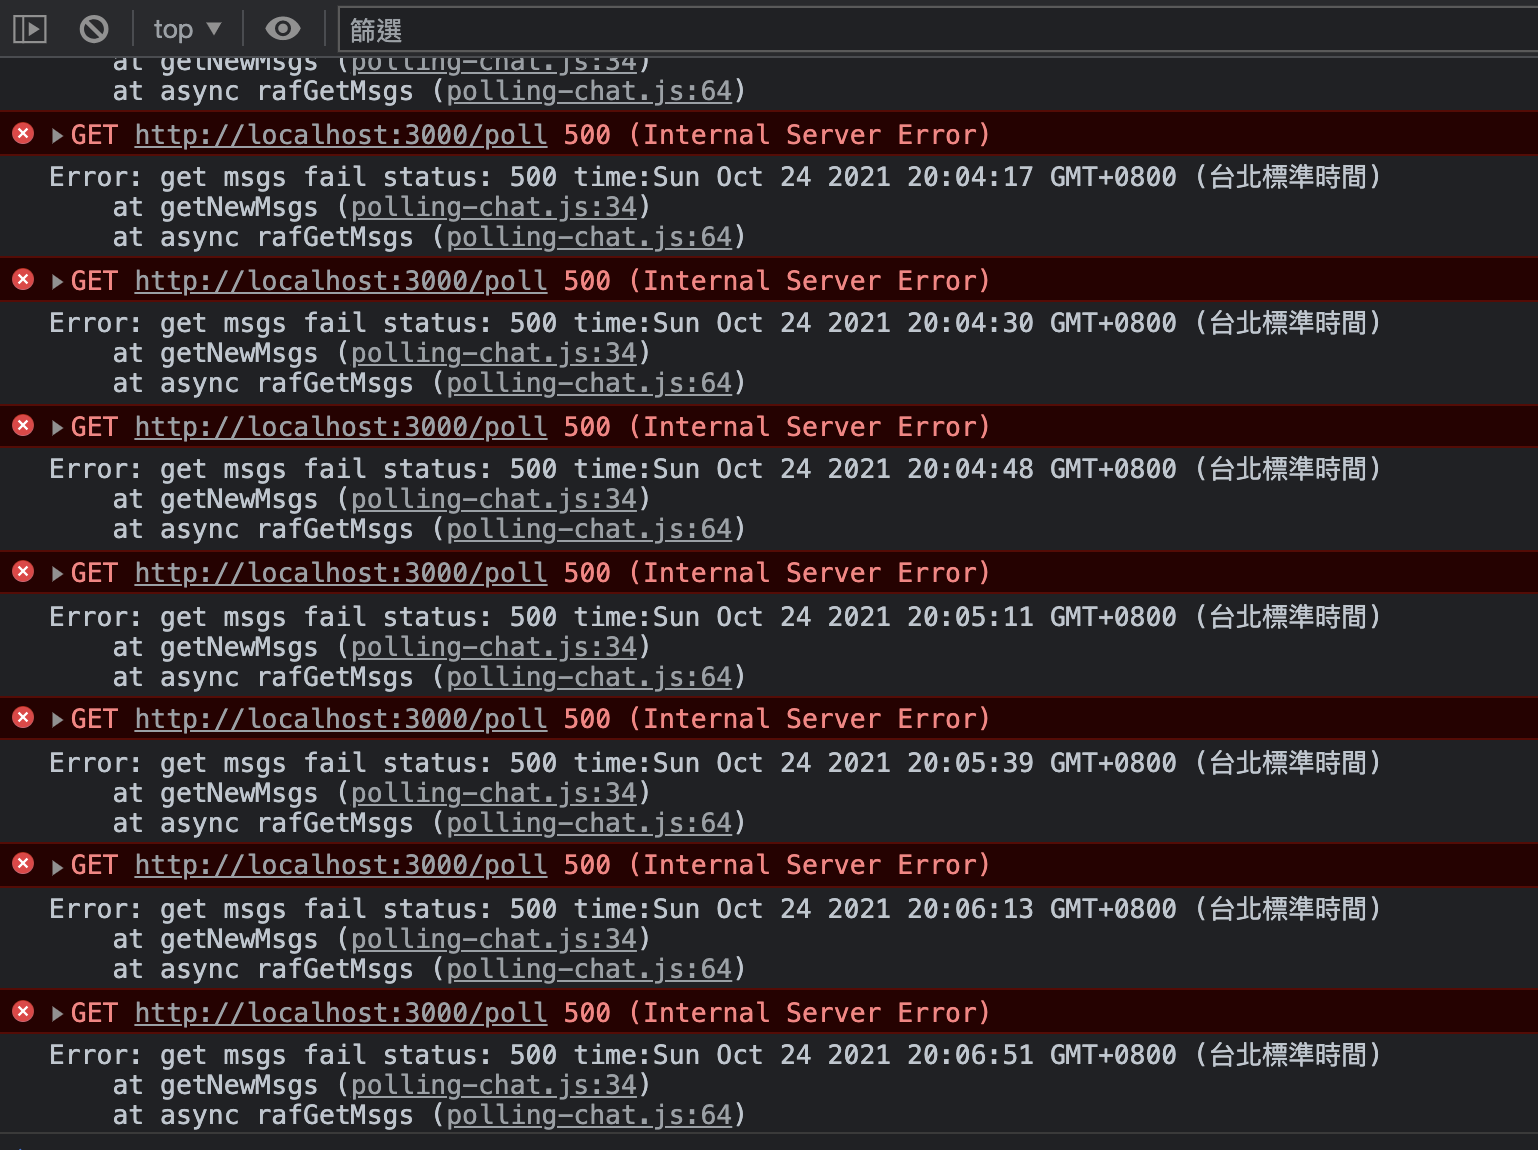 top ▼ 篩選
at getNewMsgs (polling-chat.js:34)
at async rafGetMsgs (polling-chat.js:64)
GET http://localhost:3000/poll 500 (Internal Server Error)
Error: get msgs fail status: 500 time:Sun Oct 24 2021 20:04:17 GMT+0800 (台北標準時間)
at getNewMsgs (polling-chat.js:34)
at async rafGetMsgs (polling-chat.js:64)
GET http://localhost:3000/poll 500 (Internal Server Error)
Error: get msgs fail status: 500 time:Sun Oct 24 2021 20:04:30 GMT+0800 (台北標準時間)
at getNewMsgs (polling-chat.js:34)
at async rafGetMsgs (polling-chat.js:64)
GET http://localhost:3000/poll 500 (Internal Server Error)
Error: get msgs fail status: 500 time:Sun Oct 24 2021 20:04:48 GMT+0800 (台北標準時間)
at getNewMsgs (polling-chat.js:34)
at async rafGetMsgs (polling-chat.js:64)
GET http://localhost:3000/poll 500 (Internal Server Error)
Error: get msgs fail status: 500 time:Sun Oct 24 2021 20:05:11 GMT+0800 (台北標準時間)
at getNewMsgs (polling-chat.js:34)
at async rafGetMsgs (polling-chat.js:64)
GET http://localhost:3000/poll 500 (Internal Server Error)
Error: get msgs fail status: 500 time:Sun Oct 24 2021 20:05:39 GMT+0800 (台北標準時間)
at getNewMsgs (polling-chat.js:34)
at async rafGetMsgs (polling-chat.js:64)
GET http://localhost:3000/poll 500 (Internal Server Error)
Error: get msgs fail status: 500 time:Sun Oct 24 2021 20:06:13 GMT+0800 (台北標準時間)
at getNewMsgs (polling-chat.js:34)
at async rafGetMsgs (polling-chat.js:64)
GET http://localhost:3000/poll 500 (Internal Server Error)
Error: get msgs fail status: 500 time:Sun Oct 24 2021 20:06:51 GMT+0800 (台北標準時間)
at getNewMsgs (polling-chat.js:34)
at async rafGetMsgs (polling-chat.js:64)